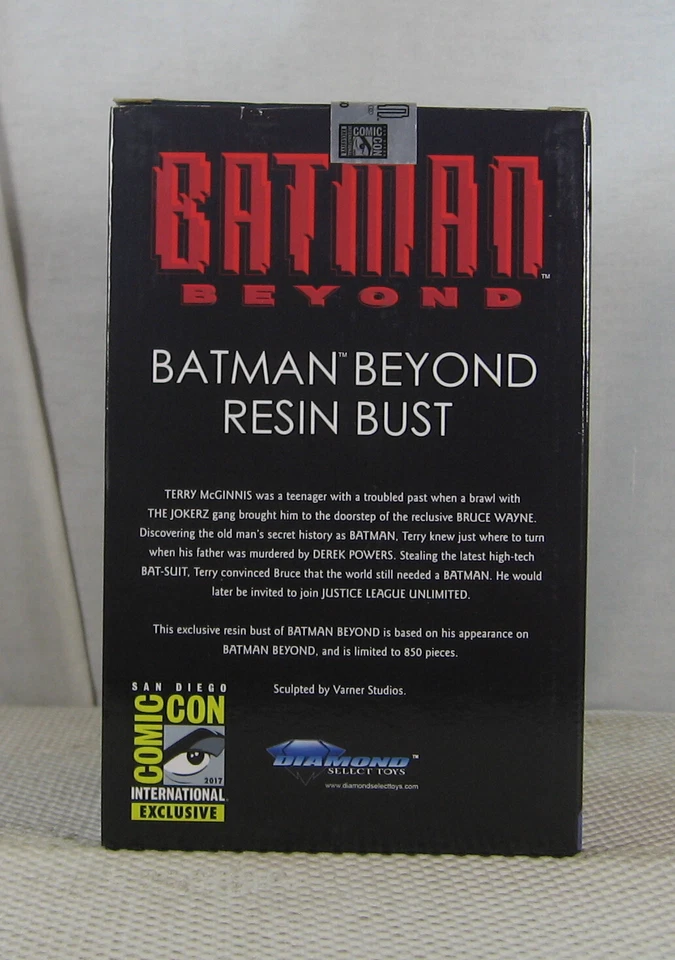 COMIC CON
BATMAN™
BEYOND
BATMAN™ BEYOND
RESIN BUST
TERRY McGINNIS was a teenager with a troubled past when a brawl with
THE JOKERZ gang brought him to the doorstep of the reclusive BRUCE WAYNE.
Discovering the old man's secret history as BATMAN, Terry knew just where to turn
when his father was murdered by DEREK POWERS. Stealing the latest high-tech
BAT-SUIT, Terry convinced Bruce that the world still needed a BATMAN. He would
later be invited to join JUSTICE LEAGUE UNLIMITED.
This exclusive resin bust of BATMAN BEYOND is based on his appearance on
BATMAN BEYOND, and is limited to 850 pieces.
Sculpted by Varner Studios.
SAN DIEGO
COMIC CON
2017
INTERNATIONAL
EXCLUSIVE
DIAMOND™
SELECT TOYS
www.diamondselecttoys.com